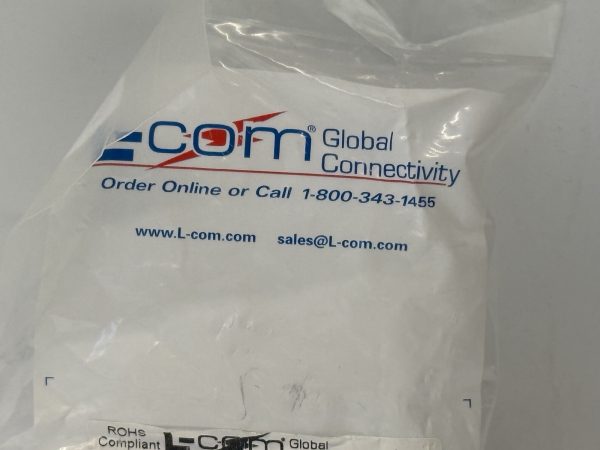 L-com® Global Connectivity
Order Online or Call 1-800-343-1455
www.L-com.com sales@L-com.com
ROHS Compliant L-com Global